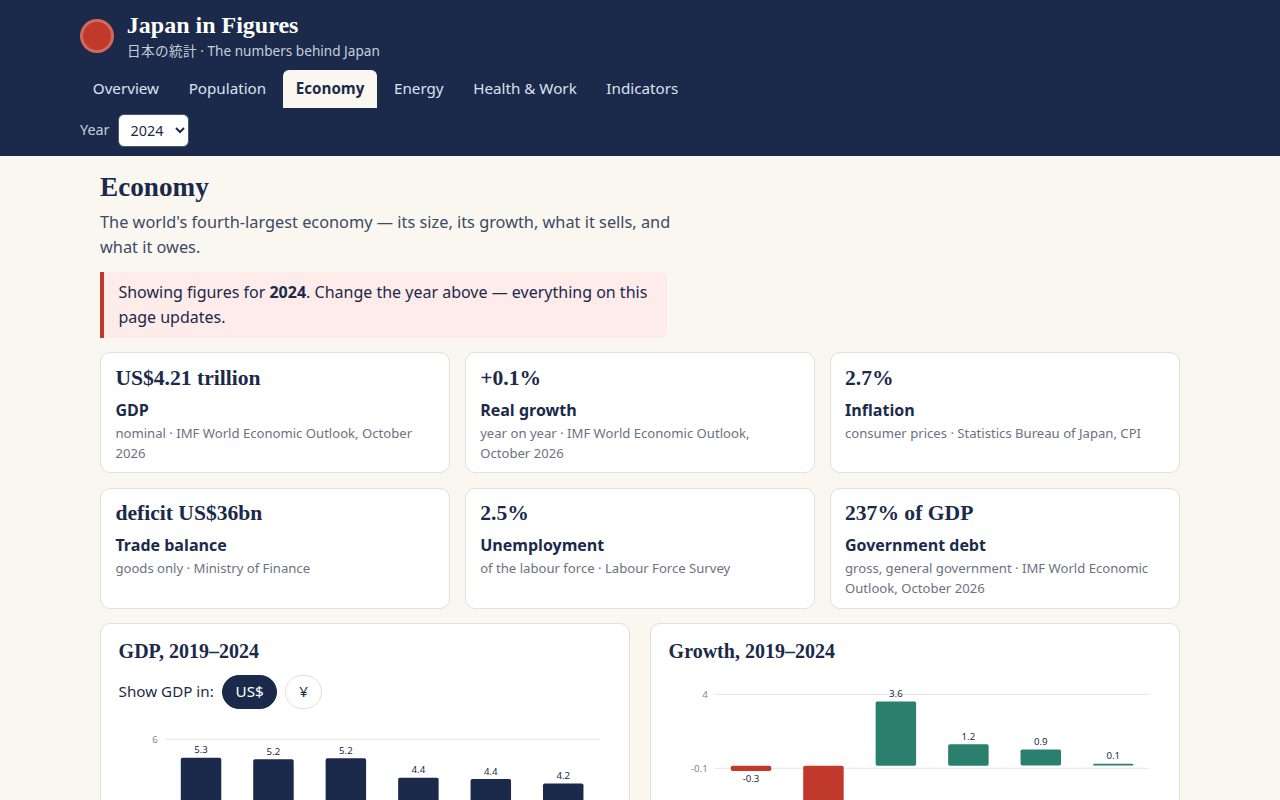 Japan in Figures
日本の統計 · The numbers behind Japan
Overview Population Economy Energy Health & Work Indicators
Year 2024
Economy
The world's fourth-largest economy — its size, its growth, what it sells, and
what it owes.
Showing figures for 2024. Change the year above — everything on this
page updates.
US$4.21 trillion
GDP
nominal · IMF World Economic Outlook, October
2026
+0.1%
Real growth
year on year · IMF World Economic Outlook,
October 2026
2.7%
Inflation
consumer prices · Statistics Bureau of Japan, CPI
deficit US$36bn
Trade balance
goods only · Ministry of Finance
2.5%
Unemployment
of the labour force · Labour Force Survey
237% of GDP
Government debt
gross, general government · IMF World Economic
Outlook, October 2026
GDP, 2019–2024
Show GDP in: US$ ¥
6
5.3 5.2 5.2 4.4 4.4 4.2
Growth, 2019–2024
4
3.6
1.2
0.9
0.1
-0.1
-0.3